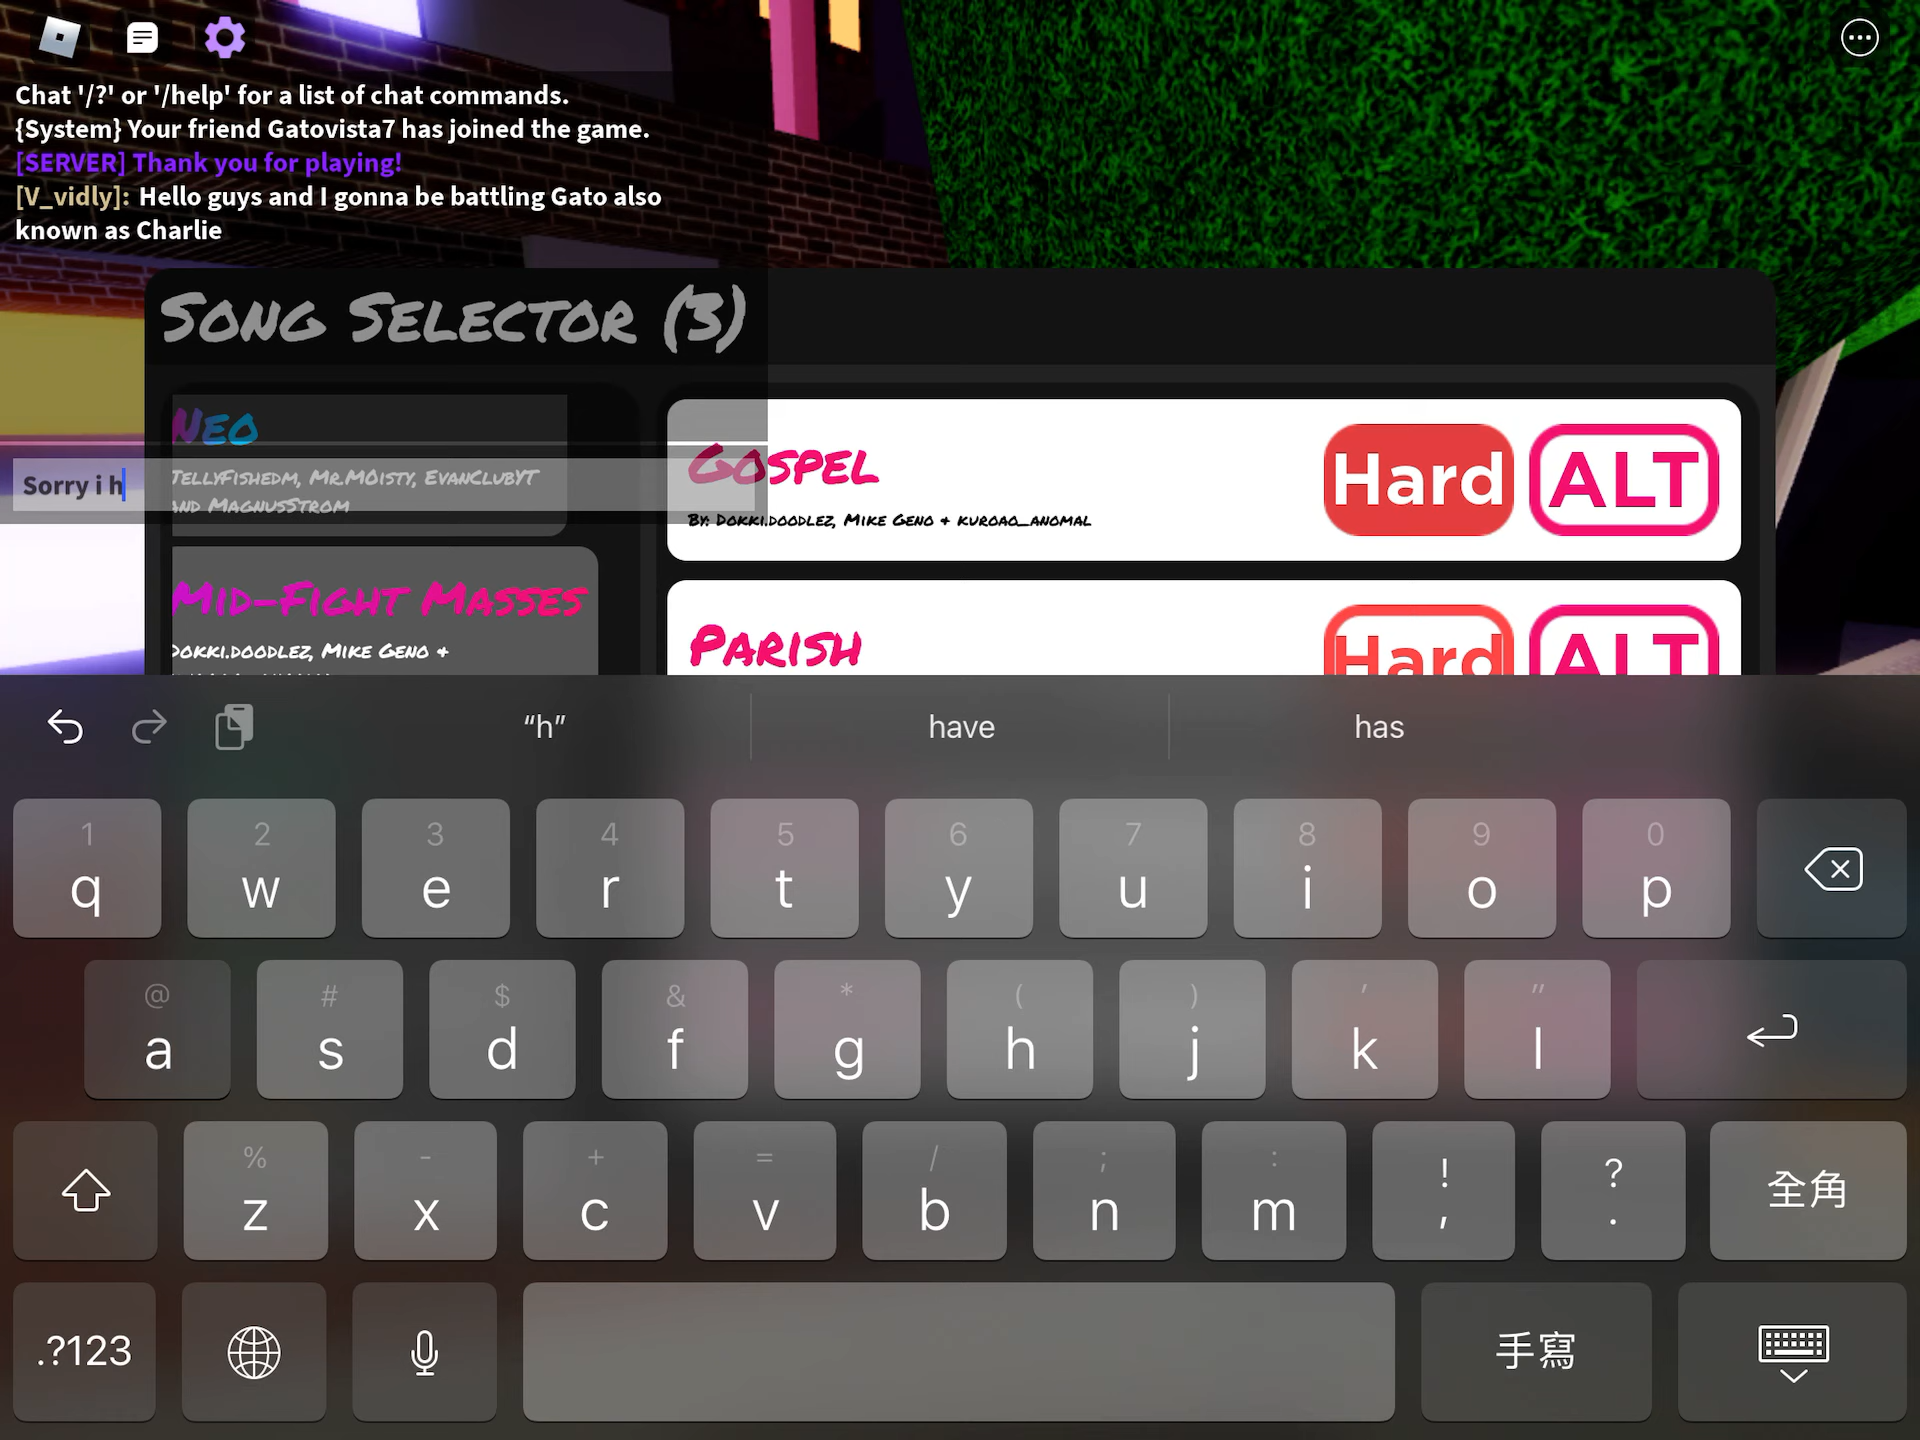 Chat '/?' or '/help' for a list of chat commands.
{System} Your friend Gatovista7 has joined the game.
[SERVER] Thank you for playing!
[V_vidly]: Hello guys and I gonna be battling Gato also
known as Charlie
Song Selector (3)
Neo
JellyFishedm, Mr.M0isty, EvanClubYT
and MagnusStrom
Sorry i h
Gospel
Hard ALT
By: Dokki.doodlez, Mike Geno + kuroao_anomal
Mid-Fight Masses
Dokki.doodlez, Mike Geno +
Parish
Hard ALT
“h” have has
1 2 3 4 5 6 7 8 9 0
q w e r t y u i o p
@ # $ & * ( ) ' "
a s d f g h j k l
% - + = / ; : ! ?
z x c v b n m , . 全角
.?123 手寫